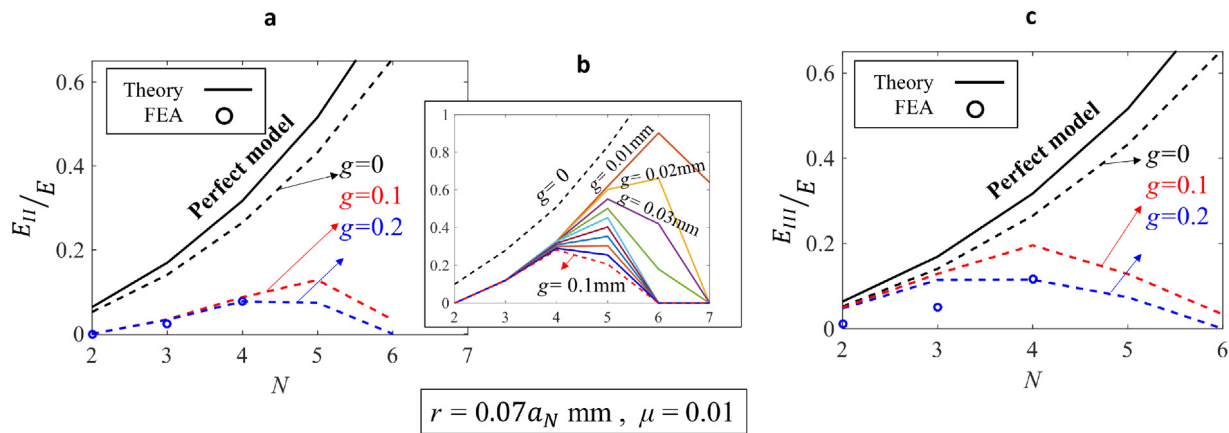 a
0.6
0.4
0.2
0
2
3
4
5
6
7
E_II/E
N
Theory
FEA
Perfect model
g=0
g=0.1
g=0.2
b
1
0.8
0.6
0.4
0.2
0
2
3
4
5
6
7
g= 0
g= 0.01mm
g= 0.02mm
g= 0.03mm
g= 0.1mm
r = 0.07a_N mm , μ = 0.01
c
0.6
0.4
0.2
0
2
3
4
5
6
E_III/E
N
Theory
FEA
Perfect model
g=0
g=0.1
g=0.2